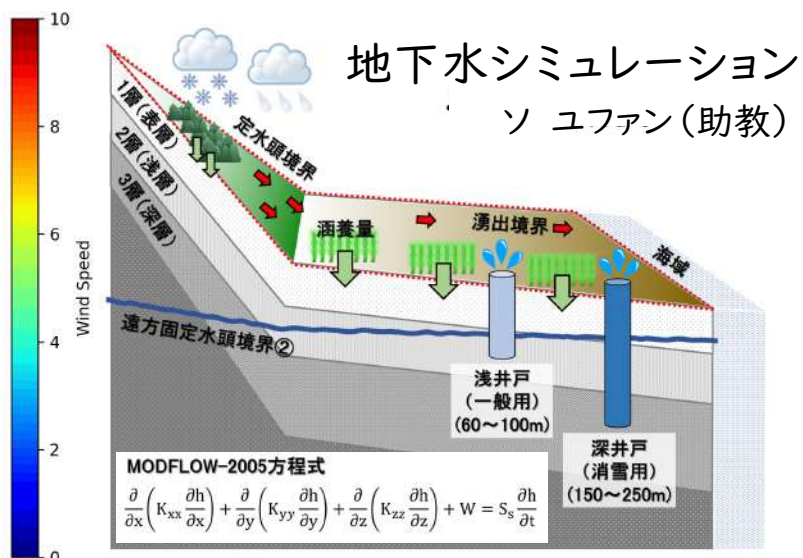 地下水シミュレーション
ソ ユファン(助教)
10
8
6
4
2
0
Wind Speed
1層(表層)
2層(浅層)
3層(深層)
定水頭境界
涵養量
湧出境界
海域
遠方固定水頭境界②
浅井戸
(一般用)
(60~100m)
深井戸
(消雪用)
(150~250m)
MODFLOW-2005方程式
∂/∂x(Kxx ∂h/∂x) + ∂/∂y(Kyy ∂h/∂y) + ∂/∂z(Kzz ∂h/∂z) + W = Ss ∂h/∂t